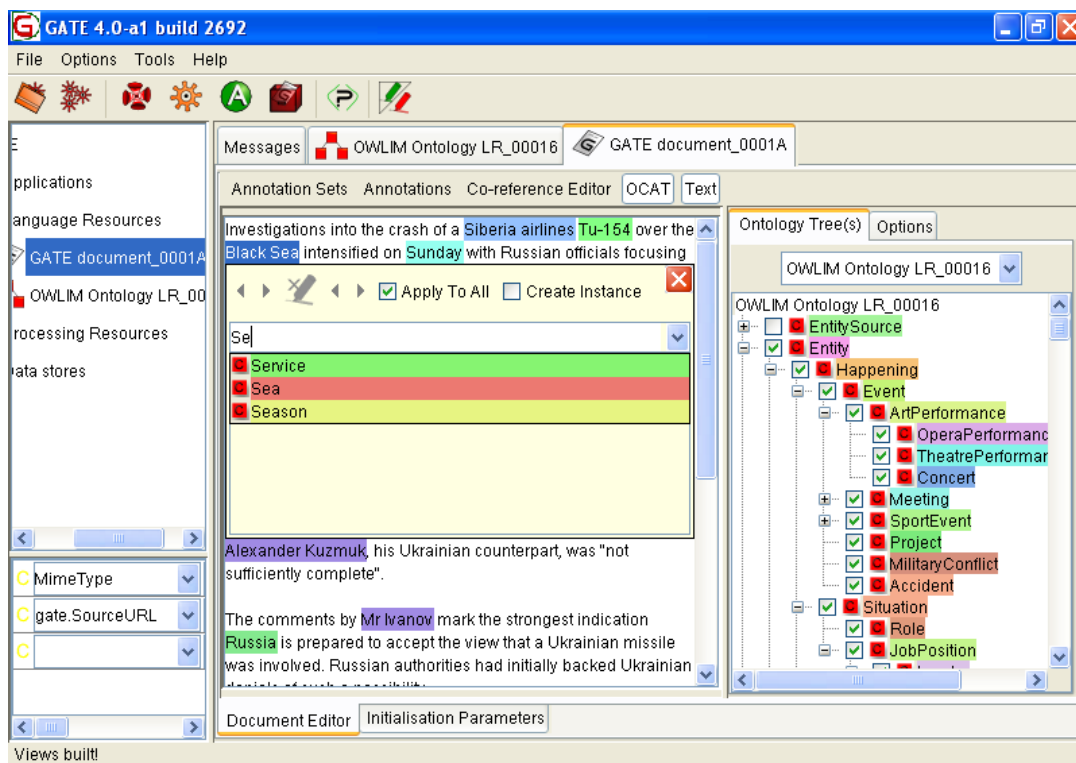 GATE 4.0-a1 build 2692
File Options Tools Help
Messages
OWLIM Ontology LR_00016
GATE document_0001A
E
pplications
anguage Resources
GATE document_0001A
OWLIM Ontology LR_00
rocessing Resources
ata stores
C MimeType
C gate.SourceURL
C
Annotation Sets Annotations Co-reference Editor OCAT Text
Investigations into the crash of a Siberia airlines Tu-154 over the
Black Sea intensified on Sunday with Russian officials focusing
Apply To All Create Instance
Se
C Service
C Sea
C Season
Alexander Kuzmuk, his Ukrainian counterpart, was "not
sufficiently complete".
The comments by Mr Ivanov mark the strongest indication
Russia is prepared to accept the view that a Ukrainian missile
was involved. Russian authorities had initially backed Ukrainian
Ontology Tree(s) Options
OWLIM Ontology LR_00016
OWLIM Ontology LR_00016
C EntitySource
C Entity
C Happening
C Event
C ArtPerformance
C OperaPerformanc
C TheatrePerformar
C Concert
C Meeting
C SportEvent
C Project
C MilitaryConflict
C Accident
C Situation
C Role
C JobPosition
Document Editor Initialisation Parameters
Views built!